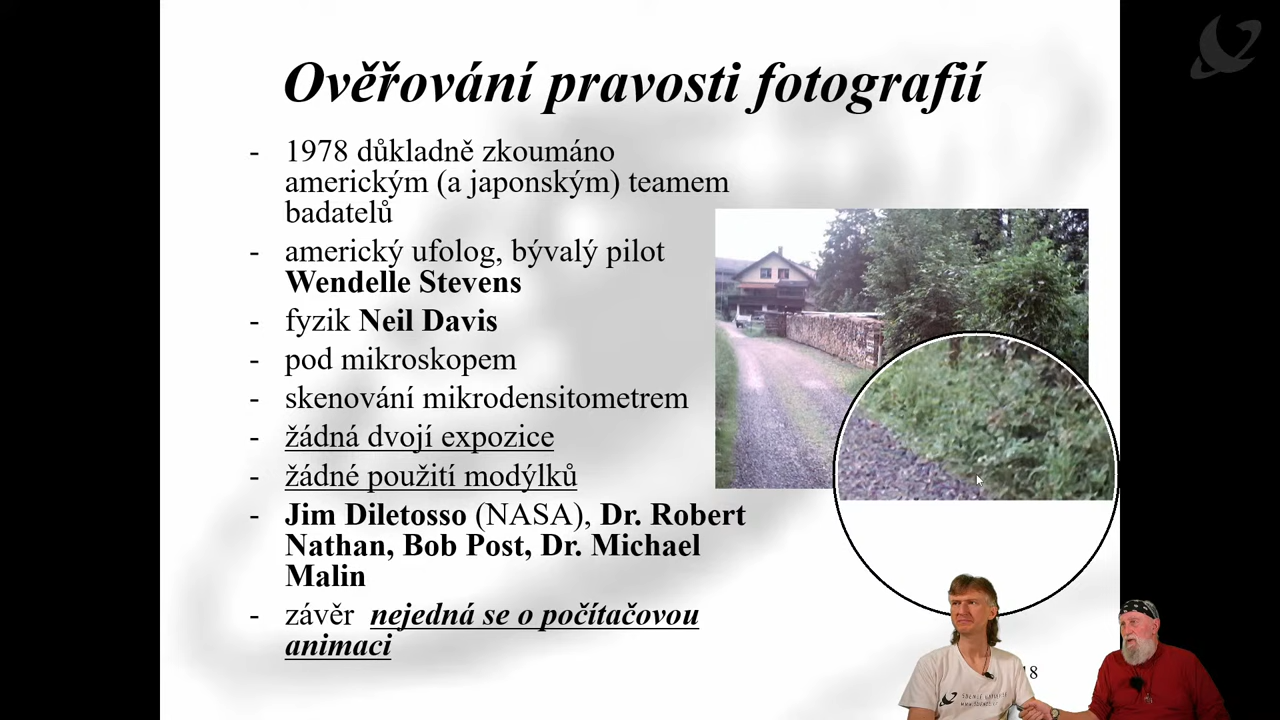 Ověřování pravosti fotografií
- 1978 důkladně zkoumáno
americkým (a japonským) teamem
badatelů
- americký ufolog, bývalý pilot
Wendelle Stevens
- fyzik Neil Davis
- pod mikroskopem
- skenování mikrodensitometrem
- žádná dvojí expozice
- žádné použití modýlků
- Jim Diletosso (NASA), Dr. Robert
Nathan, Bob Post, Dr. Michael
Malin
- závěr nejedná se o počítačovou
animaci
18